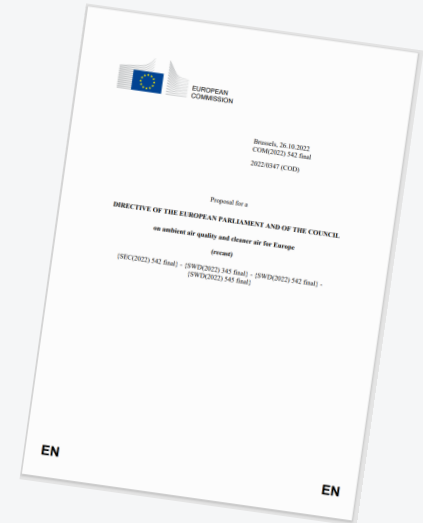 EUROPEAN
COMMISSION
Brussels, 26.10.2022
COM(2022) 542 final
2022/0347 (COD)
Proposal for a
DIRECTIVE OF THE EUROPEAN PARLIAMENT AND OF THE COUNCIL
on ambient air quality and cleaner air for Europe
(recast)
{SEC(2022) 542 final} - {SWD(2022) 345 final} - {SWD(2022) 542 final} -
{SWD(2022) 545 final}
EN
EN